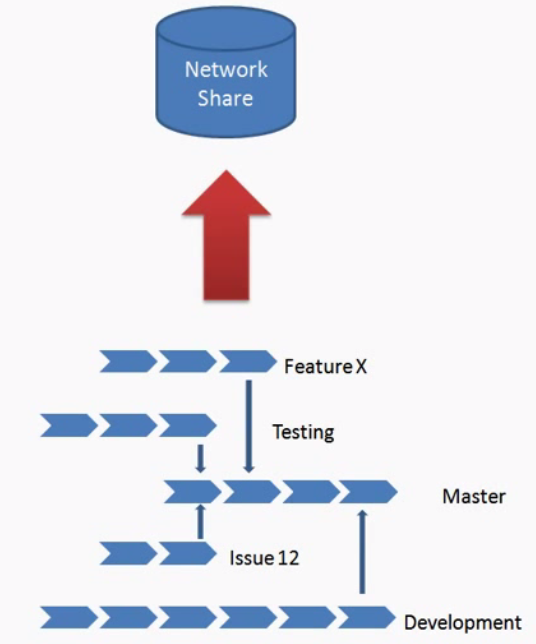 Network
Share
Feature X
Testing
Master
Issue 12
Development